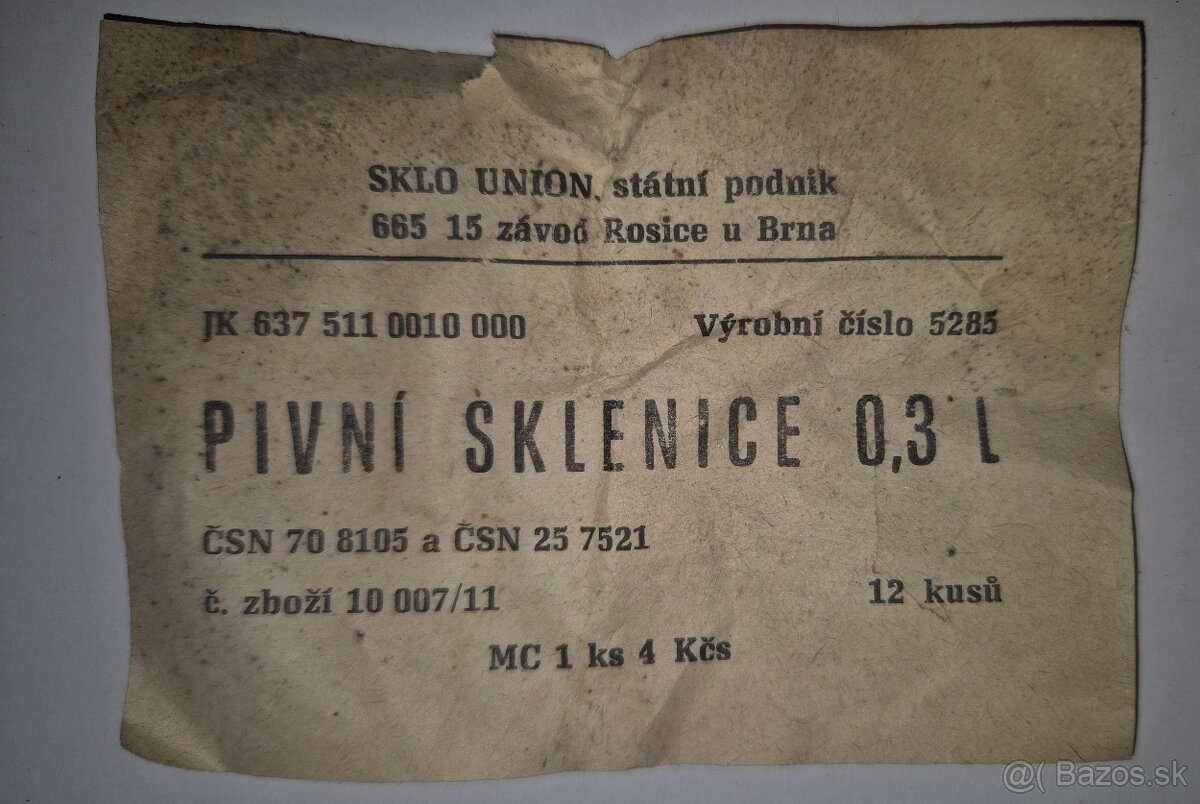 SKLO UNION, státní podnik
665 15 závod Rosice u Brna
JK 637 511 0010 000
Výrobní číslo 5285
PIVNÍ SKLENICE 0,3 l
ČSN 70 8105 a ČSN 25 7521
č. zboží 10 007/11
12 kusů
MC 1 ks 4 Kčs
@( Bazos.sk